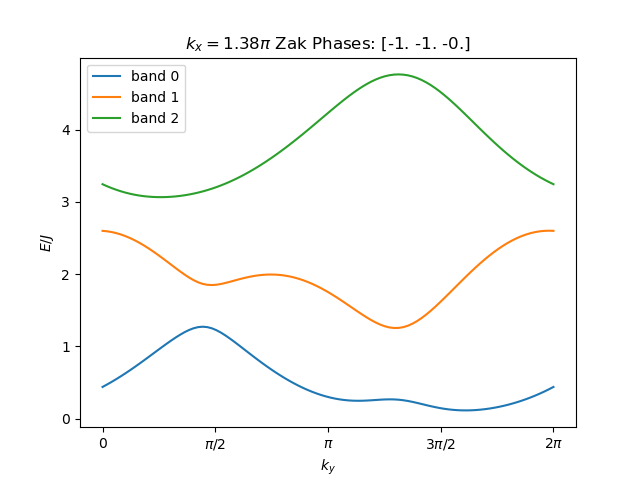 k_x = 1.38π Zak Phases: [-1. -1. -0.]
band 0
band 1
band 2
E/J
4
3
2
1
0
0 π/2 π 3π/2 2π
k_y